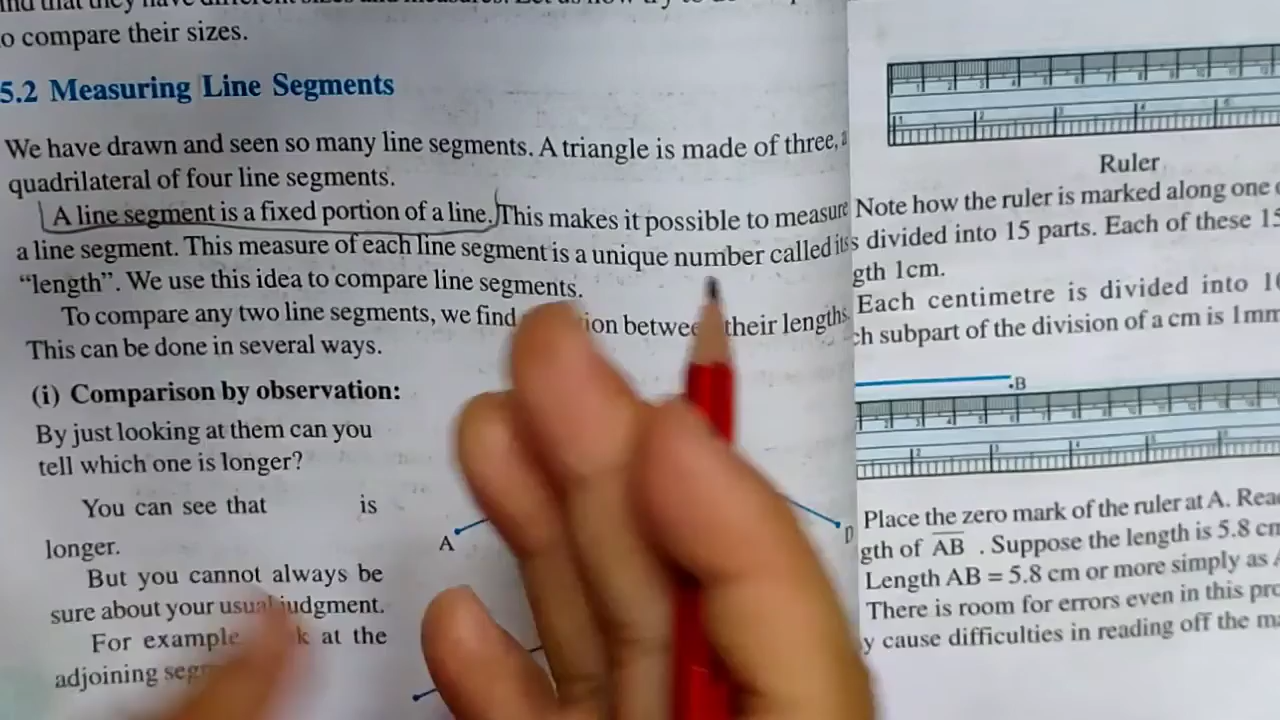 o compare their sizes.
5.2 Measuring Line Segments
We have drawn and seen so many line segments. A triangle is made of three, a
quadrilateral of four line segments.
A line segment is a fixed portion of a line. This makes it possible to measure
a line segment. This measure of each line segment is a unique number called its
“length”. We use this idea to compare line segments.
To compare any two line segments, we find ion between their lengths.
This can be done in several ways.
(i) Comparison by observation:
By just looking at them can you
tell which one is longer?
You can see that is
longer.
But you cannot always be
sure about your usual judgment.
For example at the
adjoining
A
D
Ruler
Note how the ruler is marked along one
s divided into 15 parts. Each of these 15
gth 1cm.
Each centimetre is divided into
ch subpart of the division of a cm is 1mm
B
Place the zero mark of the ruler at A. Rea
gth of AB . Suppose the length is 5.8 cm
Length AB = 5.8 cm or more simply as
There is room for errors even in this pro
y cause difficulties in reading off the ma